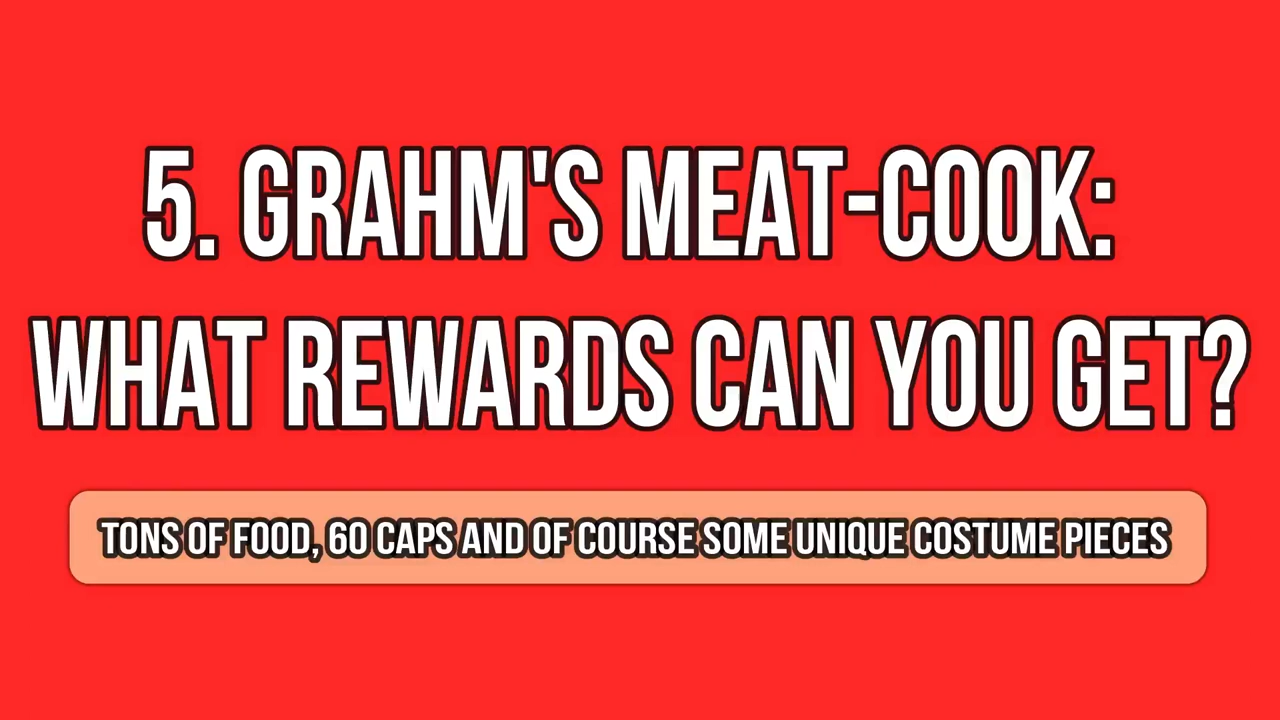 5. GRAHM'S MEAT-COOK:
WHAT REWARDS CAN YOU GET?
TONS OF FOOD, 60 CAPS AND OF COURSE SOME UNIQUE COSTUME PIECES